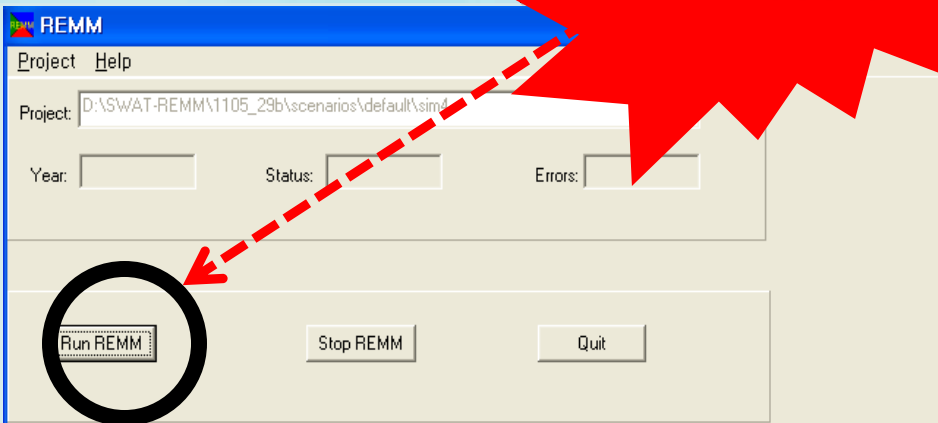 REMM REMM
Project Help
Project: D:\SWAT-REMM\1105_29b\scenarios\default\sim4
Year: Status: Errors:
Run REMM Stop REMM Quit